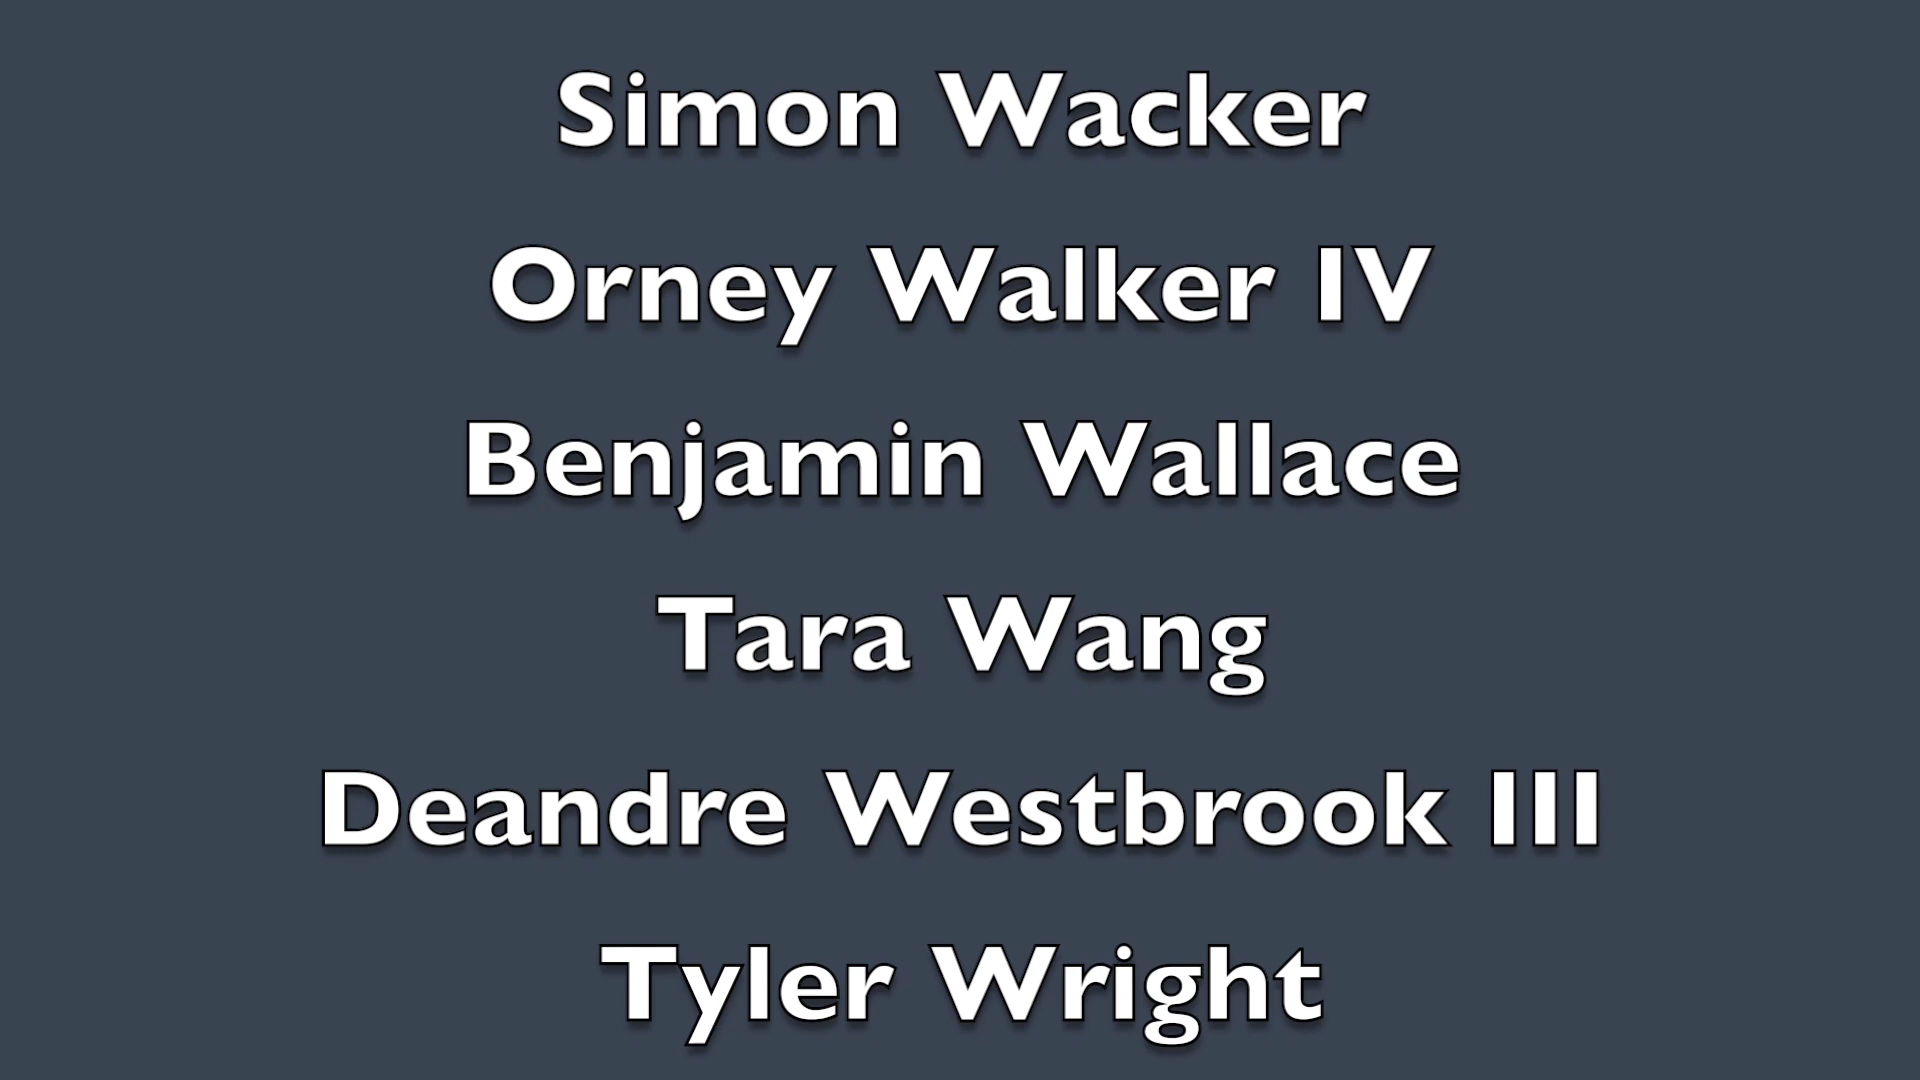 Simon Wacker
Orney Walker IV
Benjamin Wallace
Tara Wang
Deandre Westbrook III
Tyler Wright